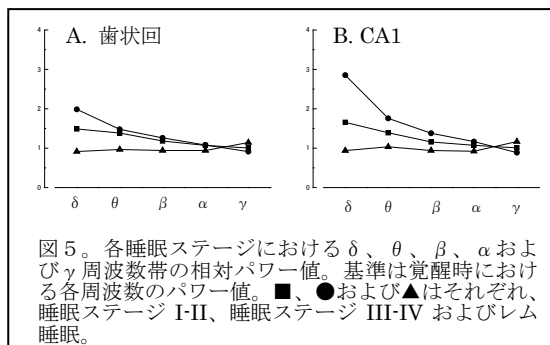 A. 歯状回
B. CA1
4
3
2
1
0
δ θ β α γ
4
3
2
1
0
δ θ β α γ
図５。各睡眠ステージにおけるδ、θ、β、αおよ
びγ周波数帯の相対パワー値。基準は覚醒時におけ
る各周波数のパワー値。■、●および▲はそれぞれ、
睡眠ステージ I-II、睡眠ステージ III-IV およびレム
睡眠。